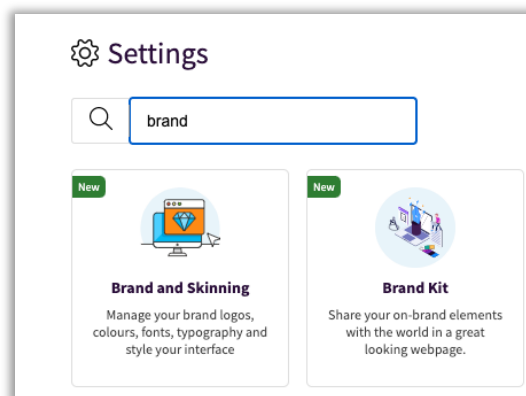 Settings
brand
New
Brand and Skinning
Manage your brand logos,
colours, fonts, typography and
style your interface
New
Brand Kit
Share your on-brand elements
with the world in a great
looking webpage.